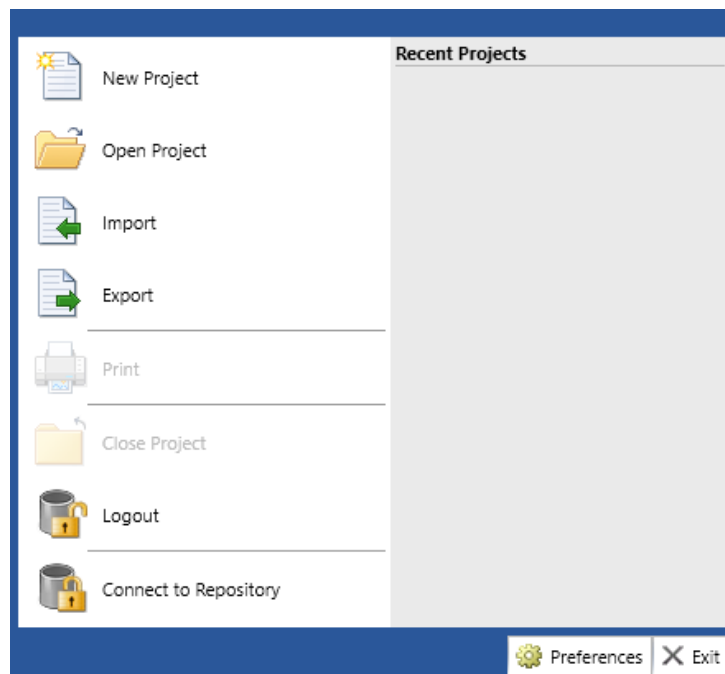 New Project
Open Project
Import
Export
Print
Close Project
Logout
Connect to Repository
Recent Projects
Preferences
Exit